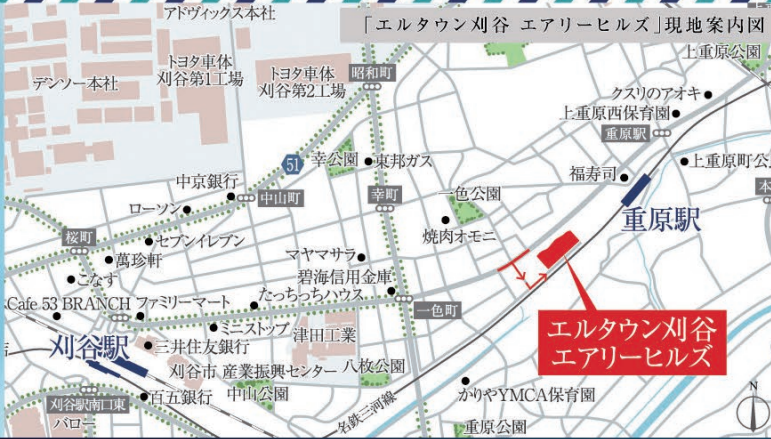 「エルタウン刈谷 エアリーヒルズ」現地案内図
アドヴィックス本社
上重原公園
トヨタ車体
刈谷第1工場
トヨタ車体
刈谷第2工場
昭和町
デンソー本社
クスリのアオキ
上重原西保育園
重原駅
51
幸公園
東邦ガス
上重原町公
福寿司
中京銀行
中山町
幸町
一色公園
本
ローソン
重原駅
桜町
セブンイレブン
焼肉オモニ
萬珍軒
マヤマサラ
こなす
碧海信用金庫
Cafe 53 BRANCH
ファミリーマート
たっちっちハウス
一色町
ミニストップ
津田工業
エルタウン刈谷
エアリーヒルズ
刈谷駅
三井住友銀行
刈谷市 産業振興センター
八枚公園
百五銀行
中山公園
かりやYMCA保育園
刈谷駅南口東
名鉄三河線
バロー
重原公園